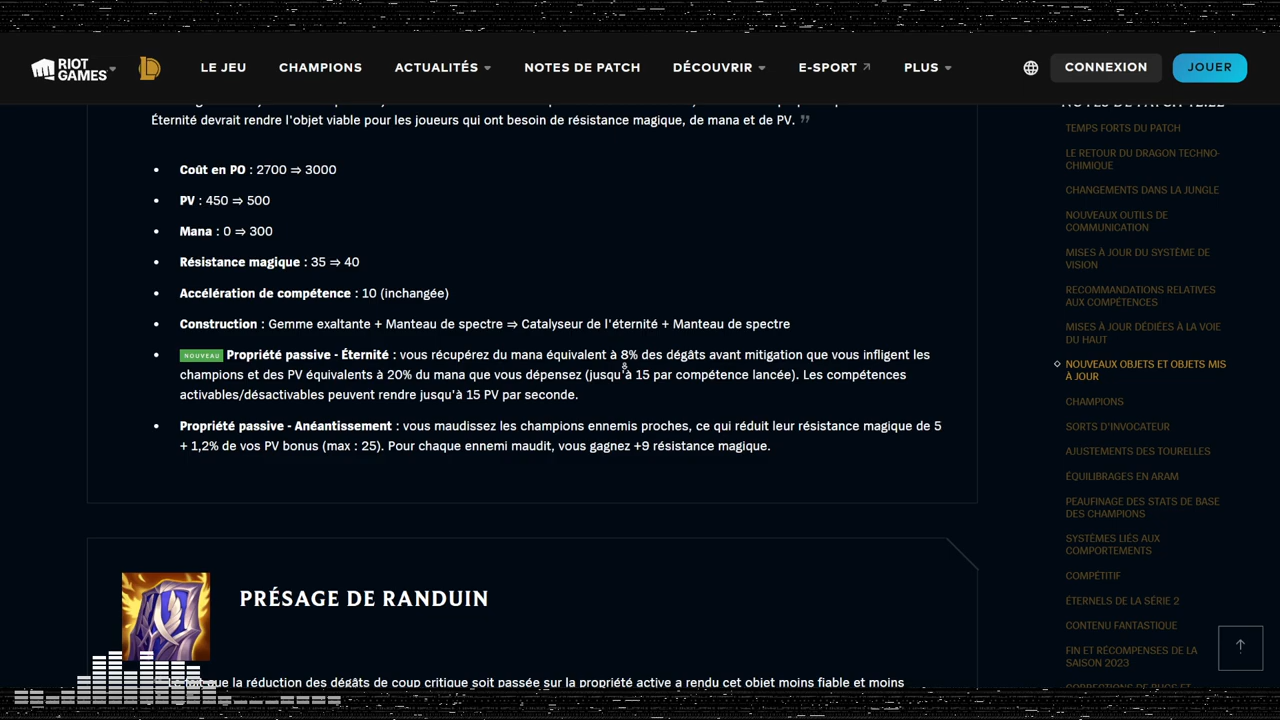 RIOT GAMES
LE JEU
CHAMPIONS
ACTUALITÉS
NOTES DE PATCH
DÉCOUVRIR
E-SPORT
PLUS
CONNEXION
JOUER
Éternité devrait rendre l'objet viable pour les joueurs qui ont besoin de résistance magique, de mana et de PV. ”
• Coût en PO : 2700 ⇒ 3000
• PV : 450 ⇒ 500
• Mana : 0 ⇒ 300
• Résistance magique : 35 ⇒ 40
• Accélération de compétence : 10 (inchangée)
• Construction : Gemme exaltante + Manteau de spectre ⇒ Catalyseur de l'éternité + Manteau de spectre
• NOUVEAU Propriété passive - Éternité : vous récupérez du mana équivalent à 8% des dégâts avant mitigation que vous infligent les
champions et des PV équivalents à 20% du mana que vous dépensez (jusqu'à 15 par compétence lancée). Les compétences
activables/désactivables peuvent rendre jusqu'à 15 PV par seconde.
• Propriété passive - Anéantissement : vous maudissez les champions ennemis proches, ce qui réduit leur résistance magique de 5
+ 1,2% de vos PV bonus (max : 25). Pour chaque ennemi maudit, vous gagnez +9 résistance magique.
PRÉSAGE DE RANDUIN
que la réduction des dégâts de coup critique soit passée sur la propriété active a rendu cet objet moins fiable et moins
NOTES DE PATCH 12.22
TEMPS FORTS DU PATCH
LE RETOUR DU DRAGON TECHNO-
CHIMIQUE
CHANGEMENTS DANS LA JUNGLE
NOUVEAUX OUTILS DE
COMMUNICATION
MISES À JOUR DU SYSTÈME DE
VISION
RECOMMANDATIONS RELATIVES
AUX COMPÉTENCES
MISES À JOUR DÉDIÉES À LA VOIE
DU HAUT
NOUVEAUX OBJETS ET OBJETS MIS
À JOUR
CHAMPIONS
SORTS D'INVOCATEUR
AJUSTEMENTS DES TOURELLES
ÉQUILIBRAGES EN ARAM
PEAUFINAGE DES STATS DE BASE
DES CHAMPIONS
SYSTÈMES LIÉS AUX
COMPORTEMENTS
COMPÉTITIF
ÉTERNELS DE LA SÉRIE 2
CONTENU FANTASTIQUE
FIN ET RÉCOMPENSES DE LA
SAISON 2023
CORRECTIONS DE BUGS ET